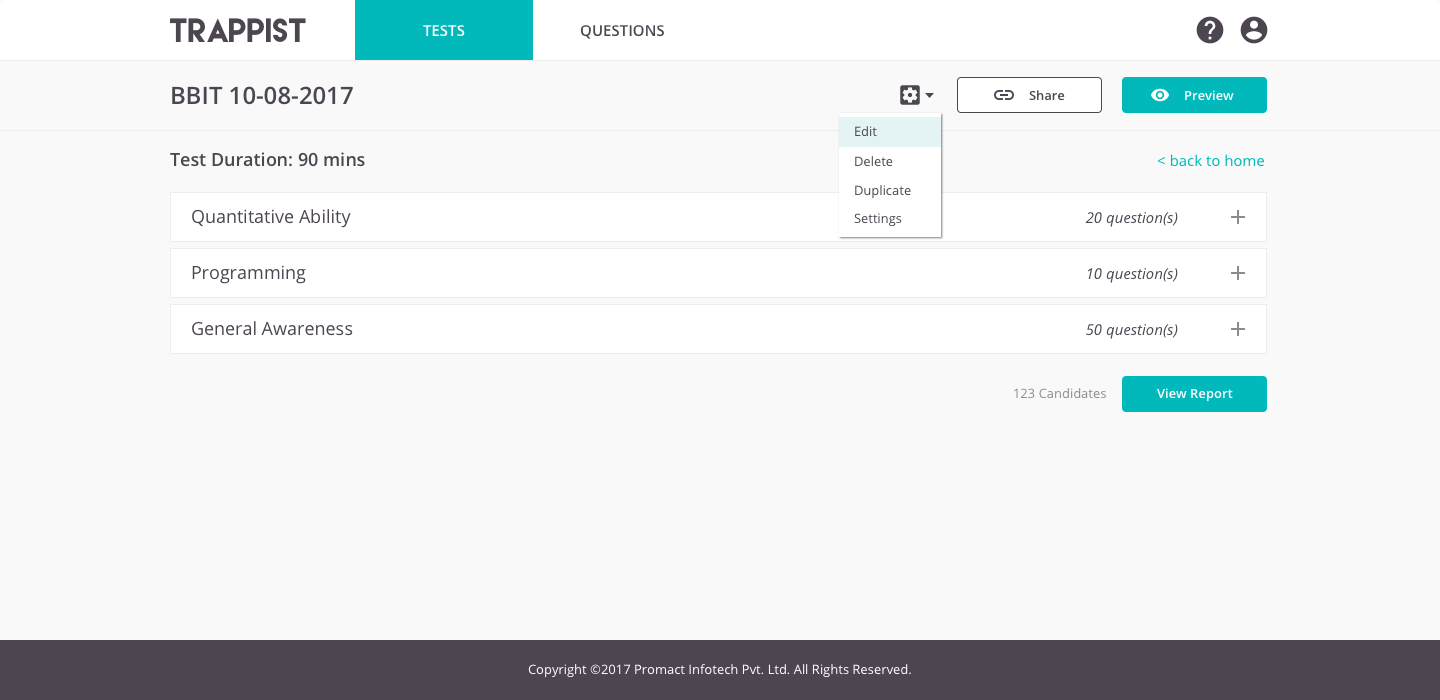 TRAPPIST
TESTS
QUESTIONS
BBIT 10-08-2017
Share
Preview
Edit
Delete
Duplicate
Settings
Test Duration: 90 mins
< back to home
Quantitative Ability
20 question(s)
Programming
10 question(s)
General Awareness
50 question(s)
123 Candidates
View Report
Copyright ©2017 Promact Infotech Pvt. Ltd. All Rights Reserved.